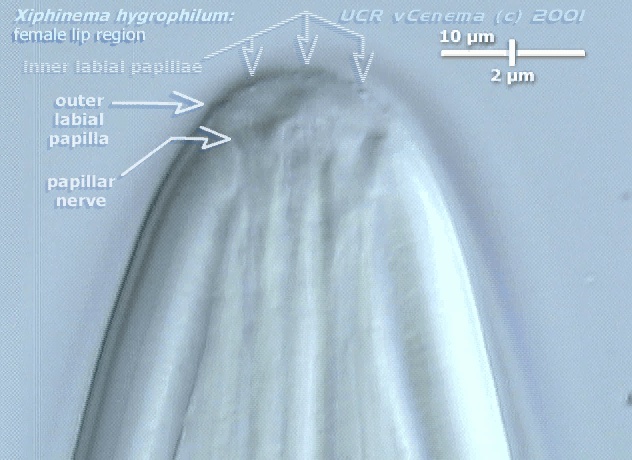 Xiphinema hygrophilum:
female lip region
UCR vCenema (c) 2001
10 µm
2 µm
inner labial papillae
outer
labial
papilla
papillar
nerve